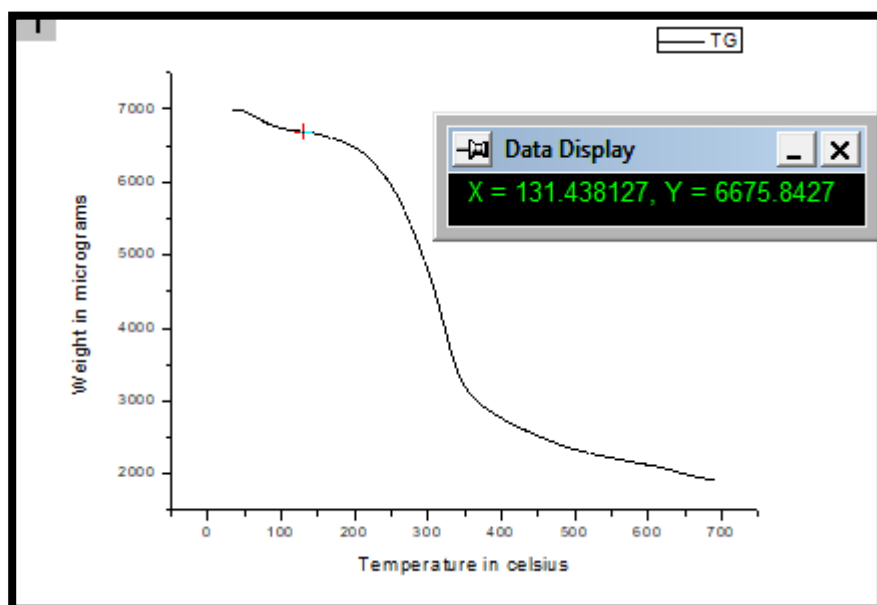 TG
7000
6000
5000
4000
3000
2000
Weight in micrograms
0 100 200 300 400 500 600 700
Temperature in celsius
Data Display
X = 131.438127, Y = 6675.8427